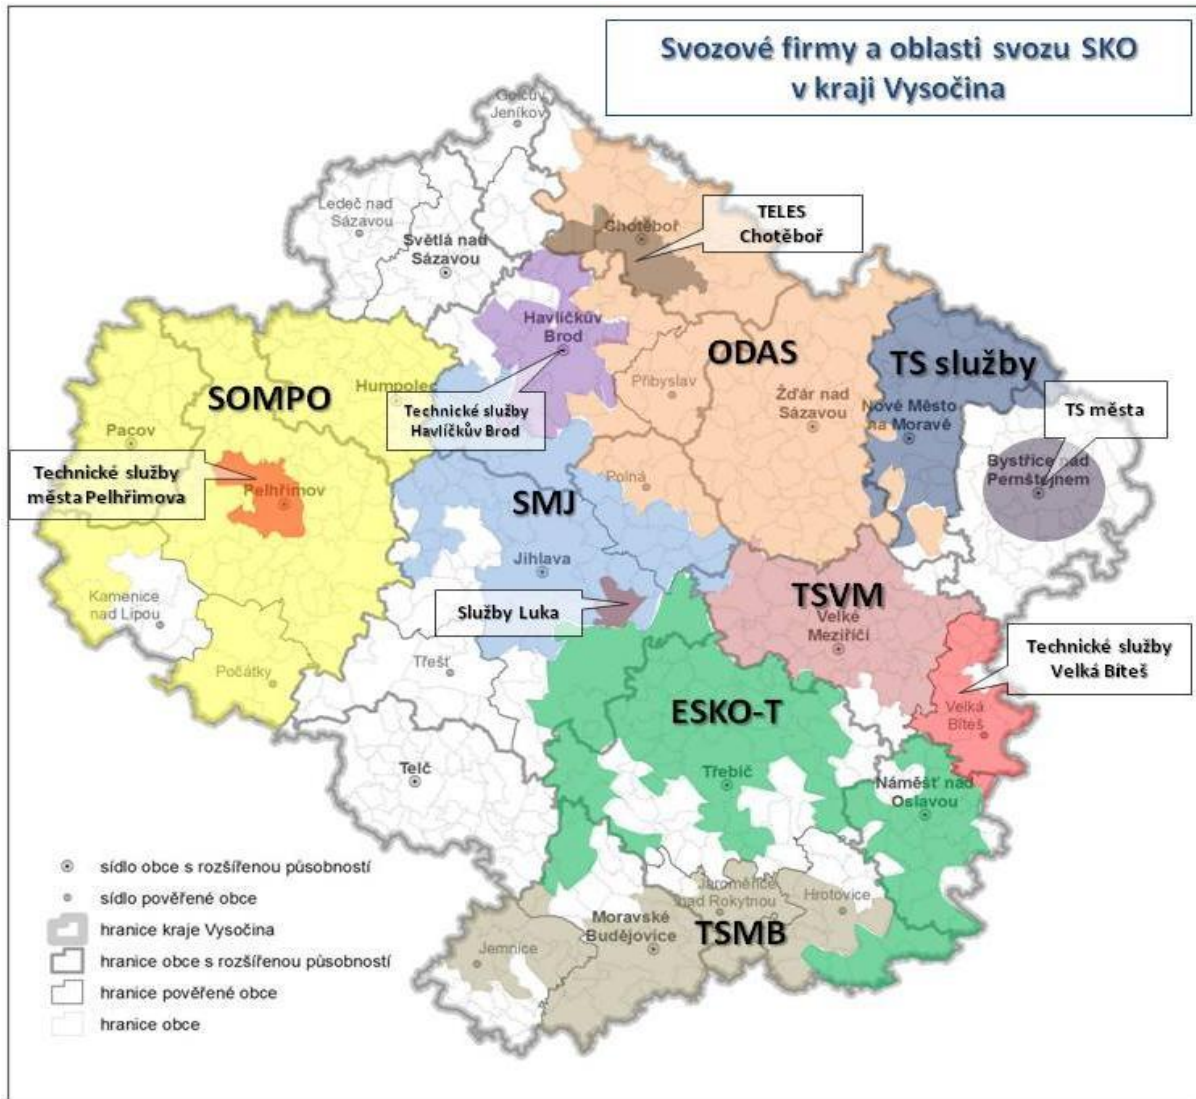 Svozové firmy a oblasti svozu SKO
v kraji Vysočina
Golčův
Jeníkov
Ledeč nad
Sázavou
Světlá nad
Sázavou
Chotěboř
TELES
Chotěboř
Havlíčkův
Brod
ODAS
Přibyslav
Žďár nad
Sázavou
TS služby
Nové Město
na Moravě
TS města
Bystřice nad
Pernštejnem
SOMPO
Humpolec
Pacov
Technické služby
Havlíčkův Brod
Technické služby
města Pelhřimova
Pelhřimov
Polná
SMJ
Jihlava
Kamenice
nad Lipou
Služby Luka
TSVM
Velké
Meziříčí
Technické služby
Velká Bíteš
Velká
Bíteš
Počátky
Třešť
ESKO-T
Telč
Třebíč
Náměšť nad
Oslavou
Jaroměřice
nad Rokytnou
Hrotovice
Moravské
Budějovice
TSMB
Jemnice
sídlo obce s rozšířenou působností
sídlo pověřené obce
hranice kraje Vysočina
hranice obce s rozšířenou působností
hranice pověřené obce
hranice obce